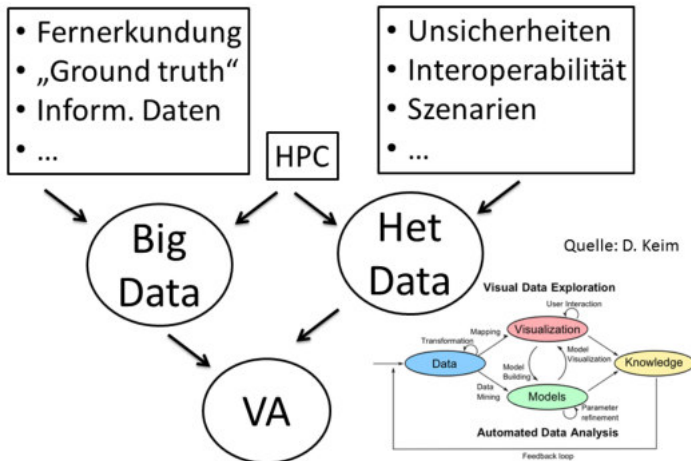 • Fernerkundung
• „Ground truth“
• Inform. Daten
• ...
• Unsicherheiten
• Interoperabilität
• Szenarien
• ...
HPC
Big
Data
Het
Data
VA
Quelle: D. Keim
Visual Data Exploration
User Interaction
Mapping
Visualization
Transformation
Data
Model
Building
Model
Visualization
Knowledge
Data
Mining
Models
Parameter
refinement
Automated Data Analysis
Feedback loop